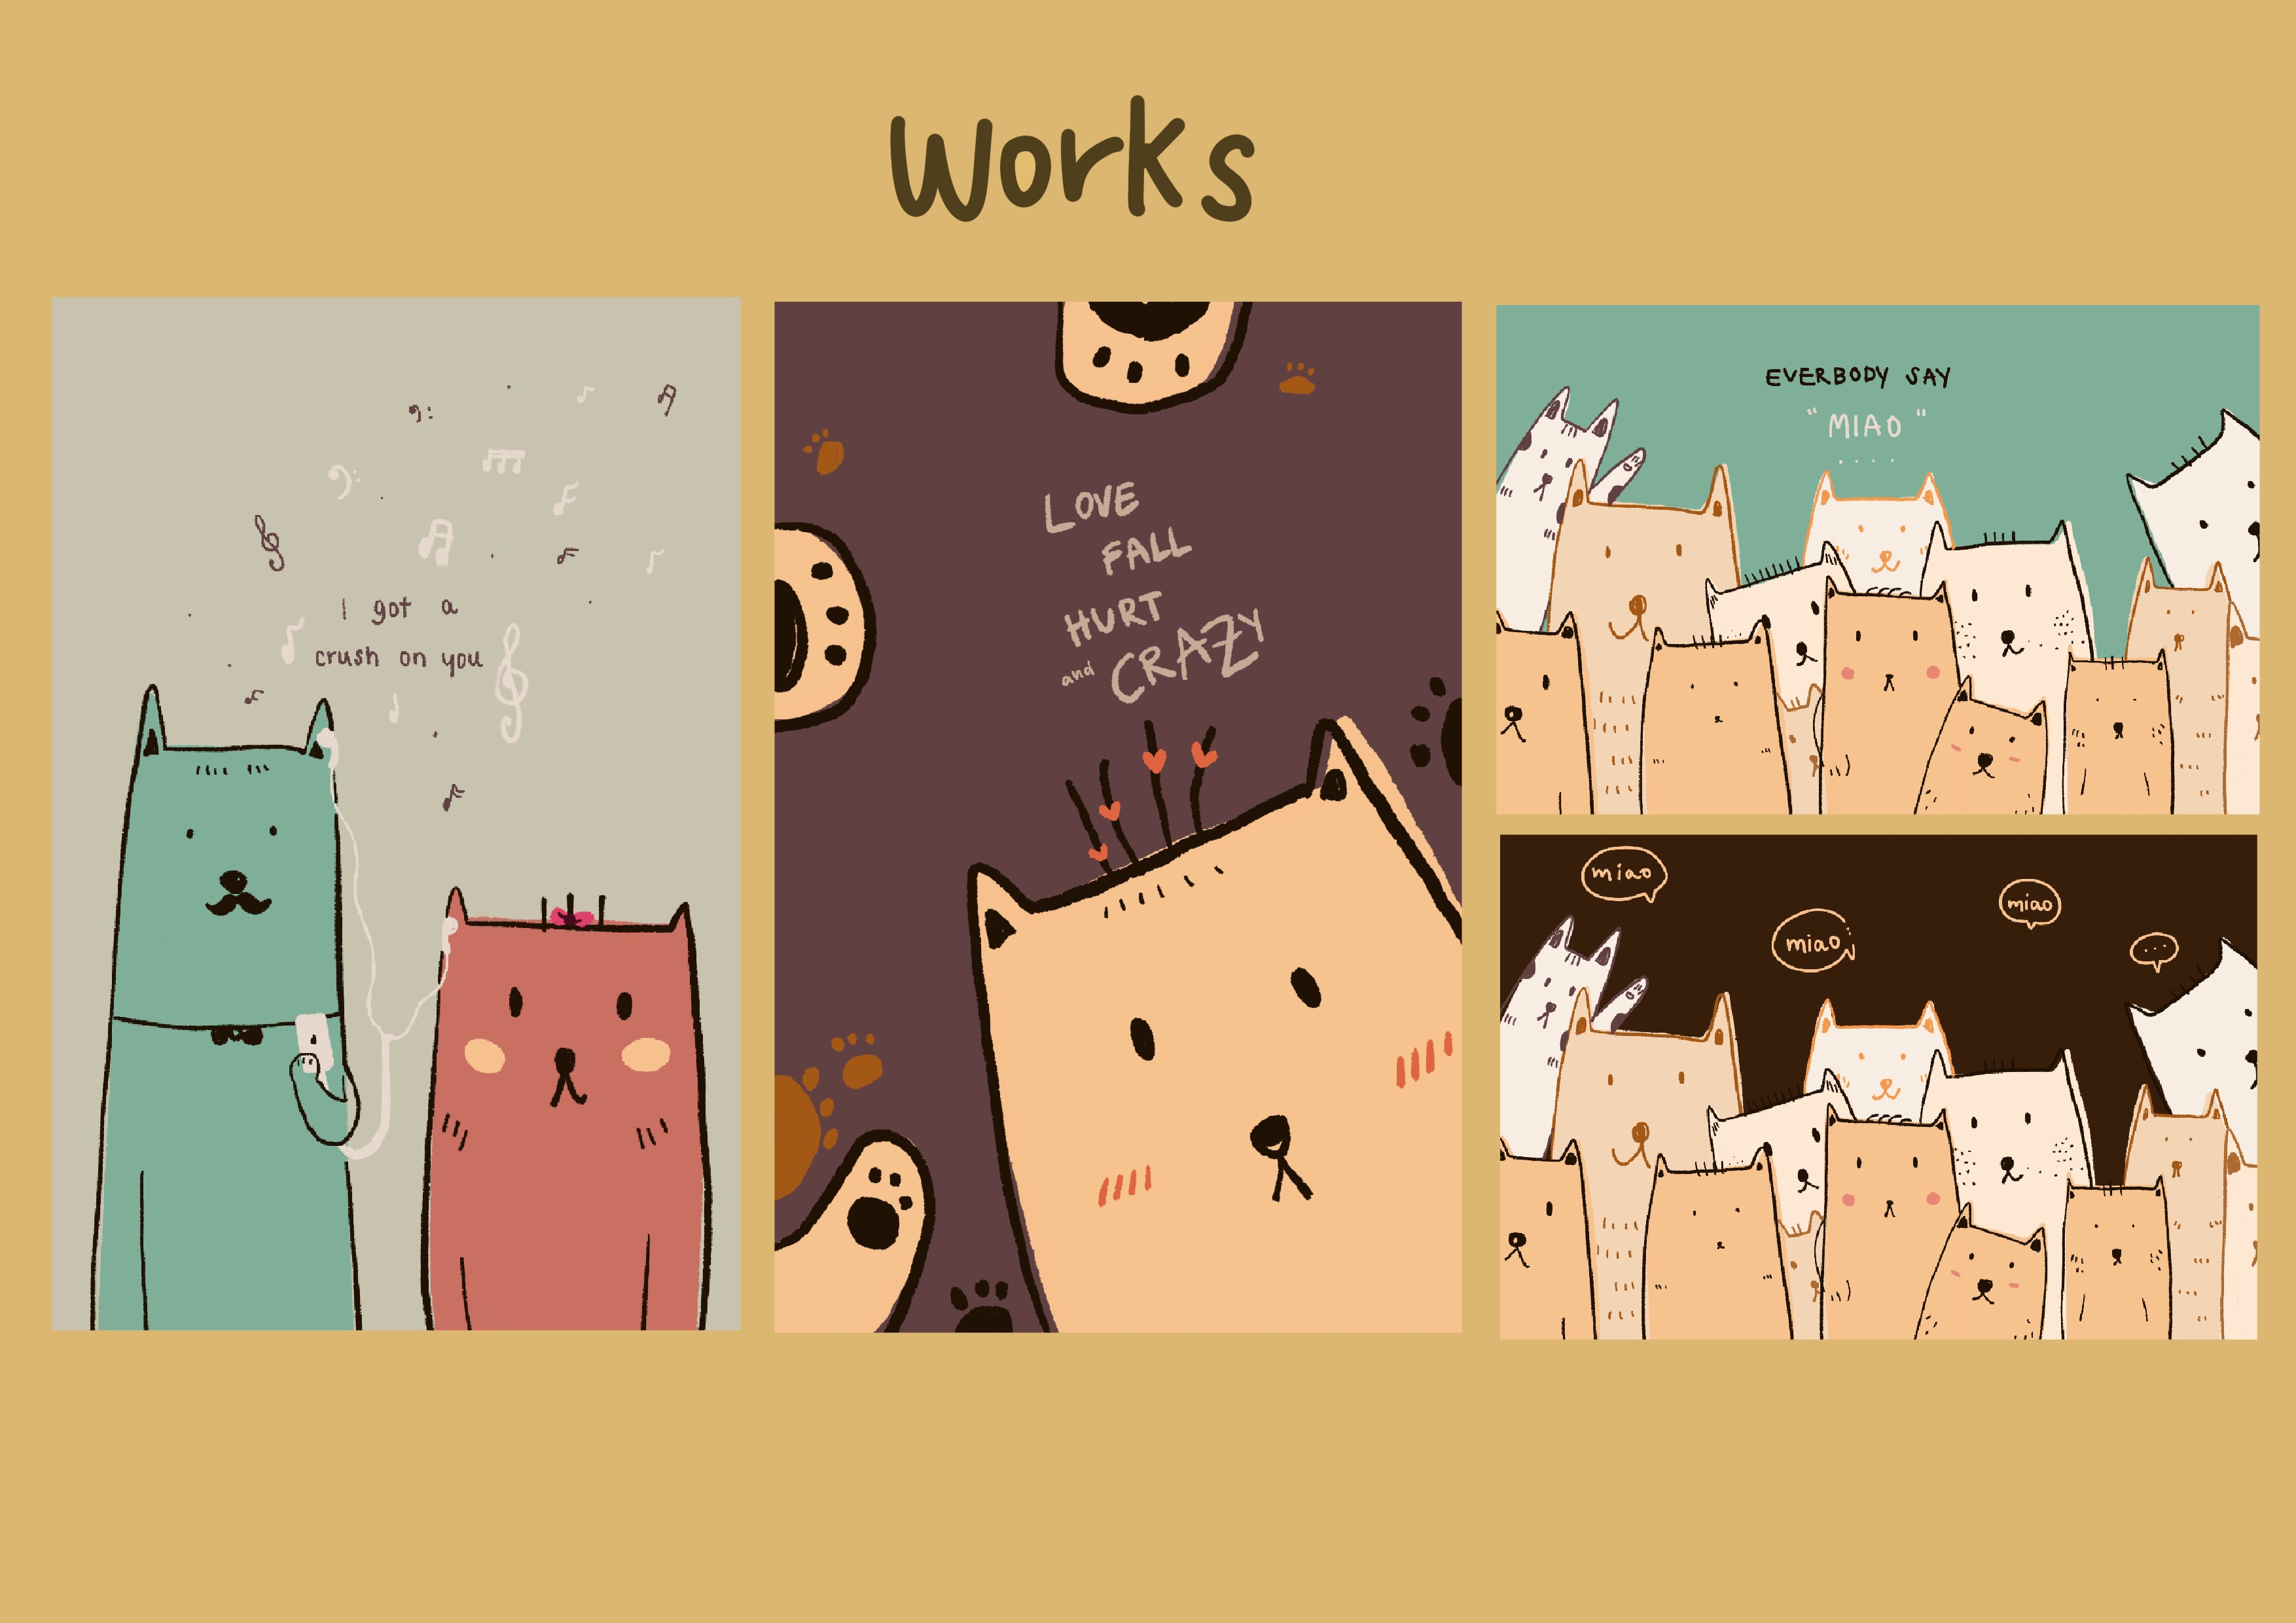 Works
I got a
crush on you
LOVE
FALL
HURT
and CRAZY
EVERBODY SAY
"MIAO"
....
miao
miao
miao
...